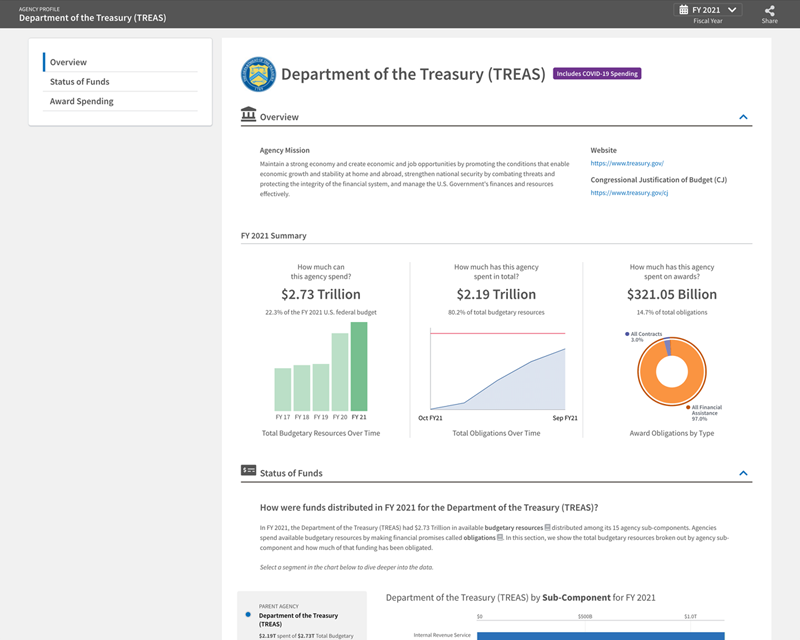 AGENCY PROFILE
Department of the Treasury (TREAS)
FY 2021
Fiscal Year
Share
Overview
Status of Funds
Award Spending
Department of the Treasury (TREAS)
Includes COVID-19 Spending
Overview
Agency Mission
Maintain a strong economy and create economic and job opportunities by promoting the conditions that enable
economic growth and stability at home and abroad, strengthen national security by combating threats and
protecting the integrity of the financial system, and manage the U.S. Government's finances and resources
effectively.
Website
https://www.treasury.gov/
Congressional Justification of Budget (CJ)
https://www.treasury.gov/cj
FY 2021 Summary
How much can
this agency spend?
$2.73 Trillion
22.3% of the FY 2021 U.S. federal budget
FY 17 FY 18 FY 19 FY 20 FY 21
Total Budgetary Resources Over Time
How much has this agency
spent in total?
$2.19 Trillion
80.2% of total budgetary resources
Oct FY21
Sep FY21
Total Obligations Over Time
How much has this agency
spent on awards?
$321.05 Billion
14.7% of total obligations
All Contracts
3.0%
All Financial
Assistance
97.0%
Award Obligations by Type
Status of Funds
How were funds distributed in FY 2021 for the Department of the Treasury (TREAS)?
In FY 2021, the Department of the Treasury (TREAS) had $2.73 Trillion in available budgetary resources distributed among its 15 agency sub-components. Agencies
spend available budgetary resources by making financial promises called obligations . In this section, we show the total budgetary resources broken out by agency sub-
component and how much of that funding has been obligated.
Select a segment in the chart below to dive deeper into the data.
PARENT AGENCY
Department of the Treasury
(TREAS)
$2.19T spent of $2.73T Total Budgetary
Department of the Treasury (TREAS) by Sub-Component for FY 2021
$0
$500B
$1.0T
Internal Revenue Service